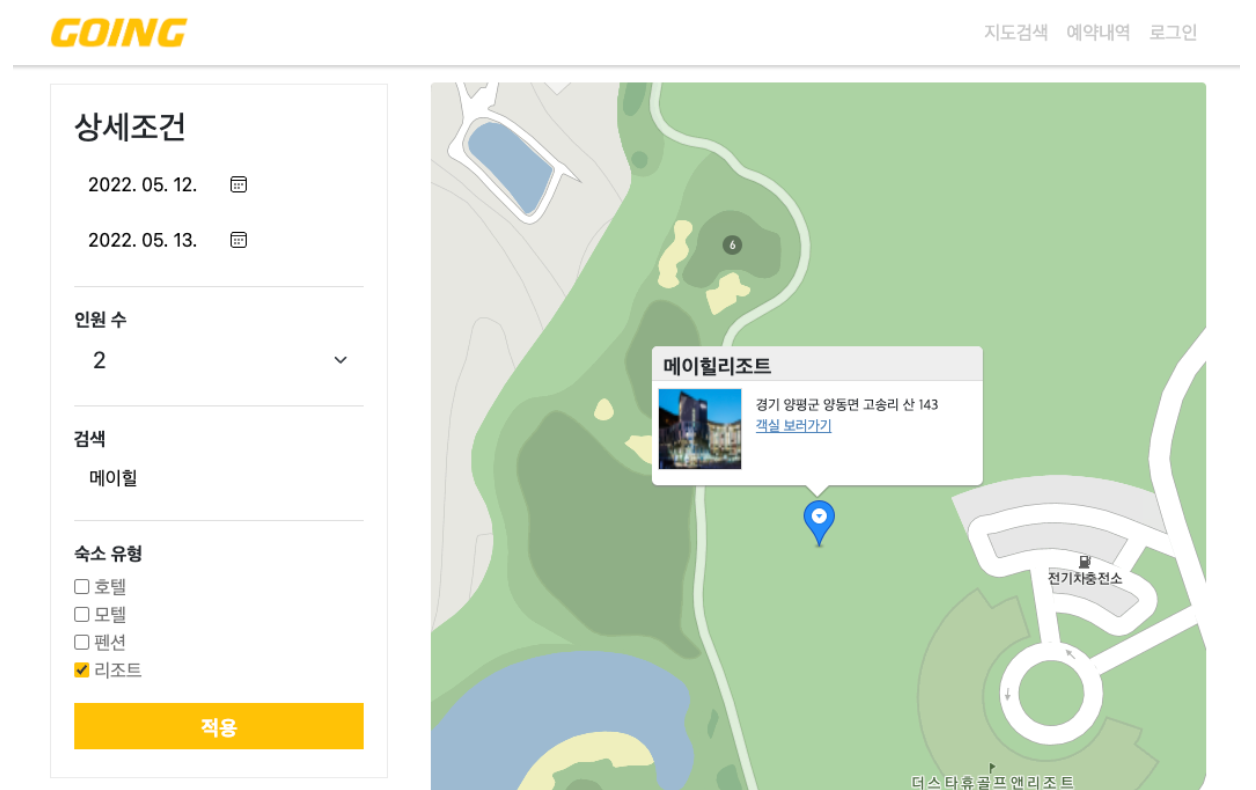 GOING
지도검색 예약내역 로그인
상세조건
2022. 05. 12.
2022. 05. 13.
인원 수
2
검색
메이힐
숙소 유형
호텔
모텔
펜션
리조트
적용
6
메이힐리조트
경기 양평군 양동면 고송리 산 143
객실 보러가기
전기차충전소
더스타휴골프앤리조트